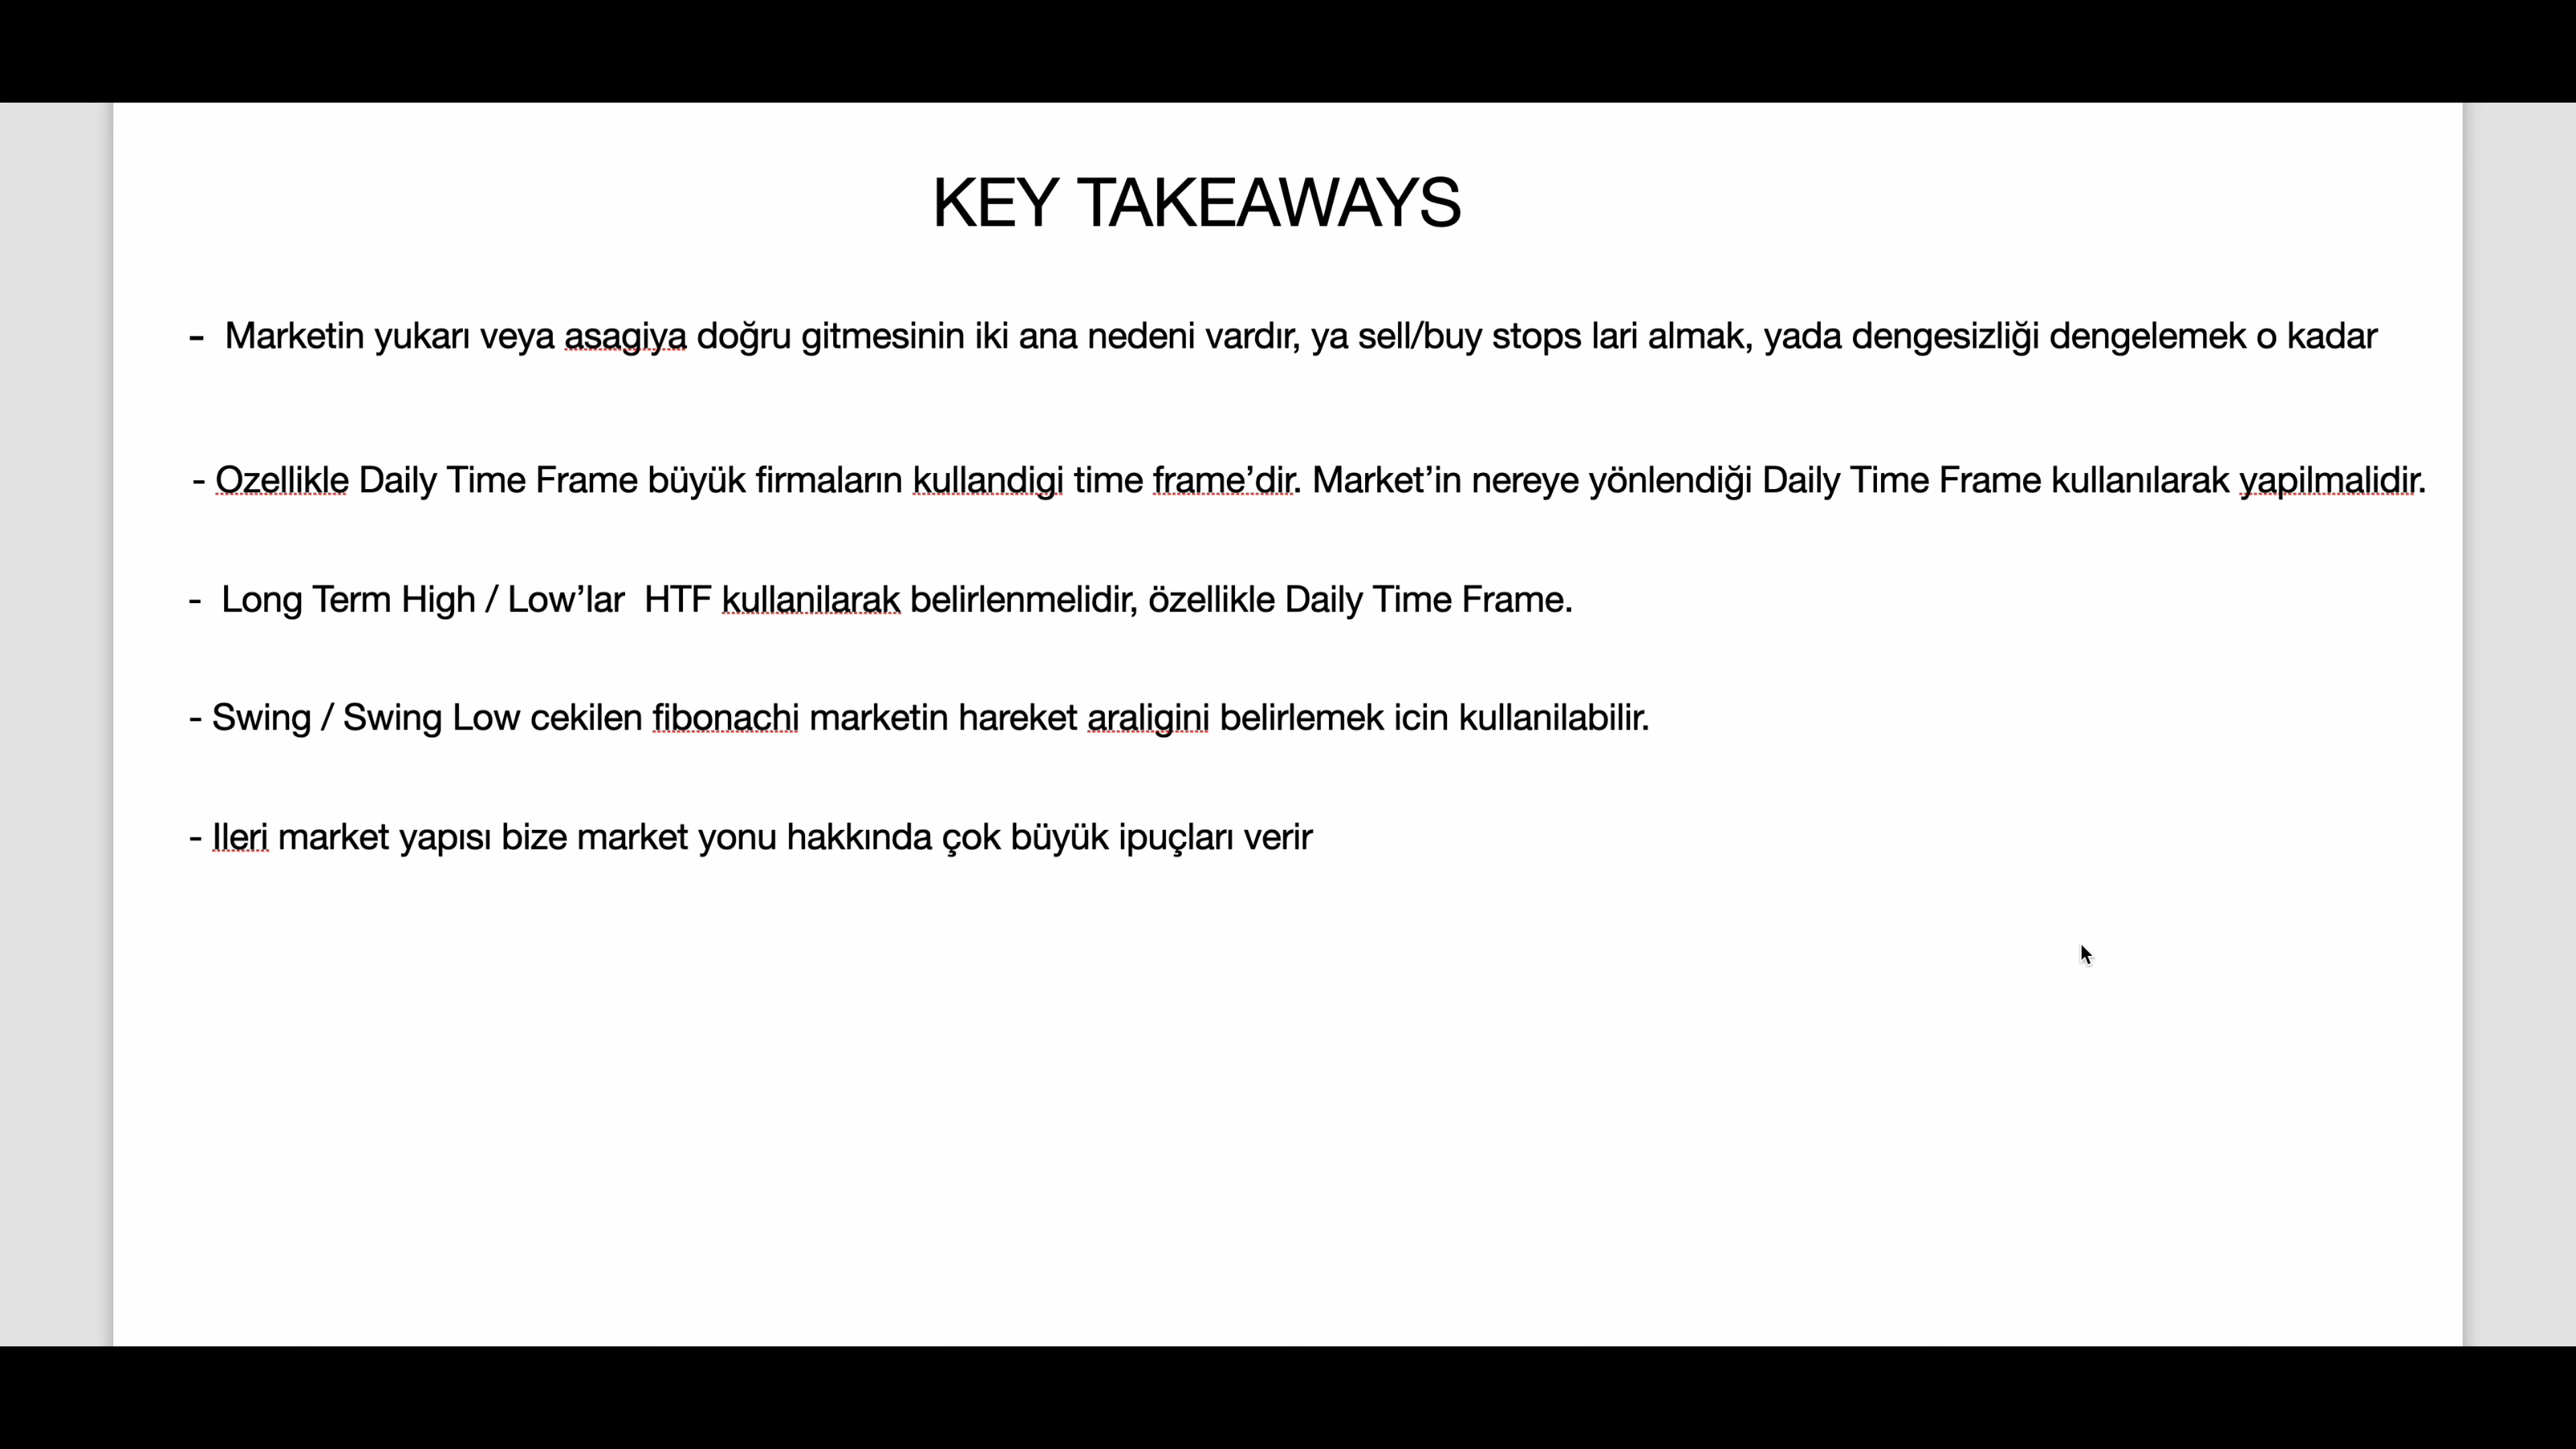 KEY TAKEAWAYS
- Marketin yukarı veya asagiya doğru gitmesinin iki ana nedeni vardır, ya sell/buy stops lari almak, yada dengesizliği dengelemek o kadar
- Ozellikle Daily Time Frame büyük firmaların kullandigi time frame’dir. Market’in nereye yönlendiği Daily Time Frame kullanılarak yapilmalidir.
- Long Term High / Low’lar HTF kullanilarak belirlenmelidir, özellikle Daily Time Frame.
- Swing / Swing Low cekilen fibonachi marketin hareket araligini belirlemek icin kullanilabilir.
- Ileri market yapısı bize market yonu hakkında çok büyük ipuçları verir